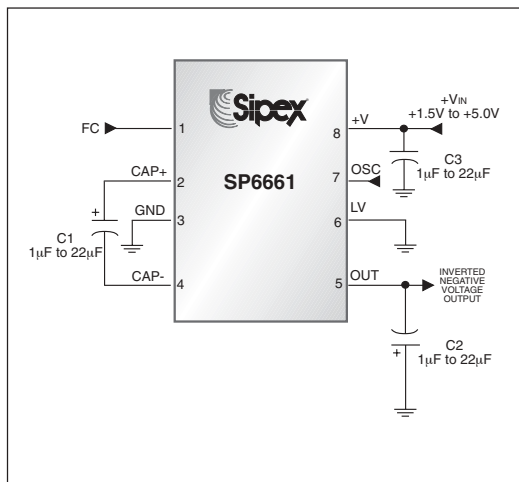 Sipex
SP6661
FC
1
CAP+
2
GND
3
CAP-
4
+
C1
1µF to 22µF
+VIN
+1.5V to +5.0V
+V
8
C3
1µF to 22µF
OSC
7
LV
6
OUT
5
INVERTED
NEGATIVE
VOLTAGE
OUTPUT
C2
+
1µF to 22µF